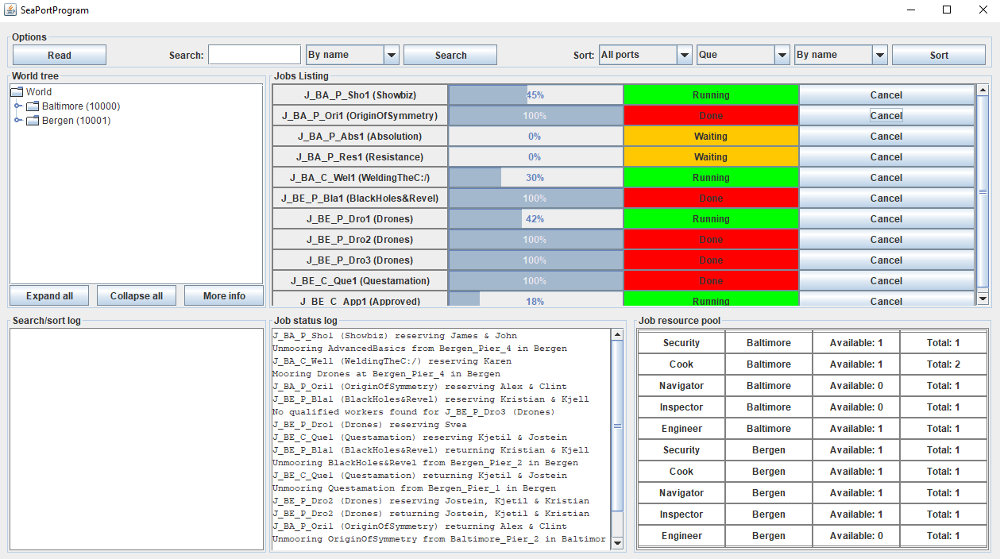 SeaPortProgram
Options
Read Search: By name Search Sort: All ports Que By name Sort
World tree
World
Baltimore (10000)
Bergen (10001)
Expand all Collapse all More info
Jobs Listing
J_BA_P_Sho1 (Showbiz) 45% Running Cancel
J_BA_P_Ori1 (OriginOfSymmetry) 100% Done Cancel
J_BA_P_Abs1 (Absolution) 0% Waiting Cancel
J_BA_P_Res1 (Resistance) 0% Waiting Cancel
J_BA_C_Wel1 (WeldingTheC:/) 30% Running Cancel
J_BE_P_Bla1 (BlackHoles&Revel) 100% Done Cancel
J_BE_P_Dro1 (Drones) 42% Running Cancel
J_BE_P_Dro2 (Drones) 100% Done Cancel
J_BE_P_Dro3 (Drones) 100% Done Cancel
J_BE_C_Que1 (Questamation) 100% Done Cancel
J_BE_C_App1 (Approved) 18% Running Cancel
Search/sort log
Job status log
J_BA_P_Sho1 (Showbiz) reserving James & John
Unmooring AdvancedBasics from Bergen_Pier_4 in Bergen
J_BA_C_Wel1 (WeldingTheC:/) reserving Karen
Mooring Drones at Bergen_Pier_4 in Bergen
J_BA_P_Ori1 (OriginOfSymmetry) reserving Alex & Clint
J_BE_P_Bla1 (BlackHoles&Revel) reserving Kristian & Kjell
No qualified workers found for J_BE_P_Dro3 (Drones)
J_BE_P_Dro1 (Drones) reserving Svea
J_BE_C_Que1 (Questamation) reserving Kjetil & Jostein
J_BE_P_Bla1 (BlackHoles&Revel) returning Kristian & Kjell
Unmooring BlackHoles&Revel from Bergen_Pier_2 in Bergen
J_BE_C_Que1 (Questamation) returning Kjetil & Jostein
Unmooring Questamation from Bergen_Pier_1 in Bergen
J_BE_P_Dro2 (Drones) reserving Jostein, Kjetil & Kristian
J_BE_P_Dro2 (Drones) returning Jostein, Kjetil & Kristian
J_BA_P_Ori1 (OriginOfSymmetry) returning Alex & Clint
Unmooring OriginOfSymmetry from Baltimore_Pier_2 in Baltimor
Job resource pool
Security Baltimore Available: 1 Total: 1
Cook Baltimore Available: 1 Total: 2
Navigator Baltimore Available: 0 Total: 1
Inspector Baltimore Available: 0 Total: 1
Engineer Baltimore Available: 1 Total: 1
Security Bergen Available: 1 Total: 1
Cook Bergen Available: 1 Total: 1
Navigator Bergen Available: 1 Total: 1
Inspector Bergen Available: 1 Total: 1
Engineer Bergen Available: 0 Total: 1